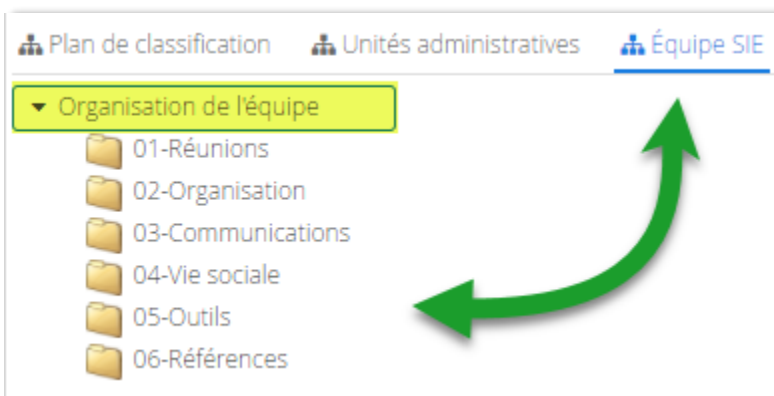 Plan de classification Unités administratives Équipe SIE
Organisation de l'équipe
01-Réunions
02-Organisation
03-Communications
04-Vie sociale
05-Outils
06-Références